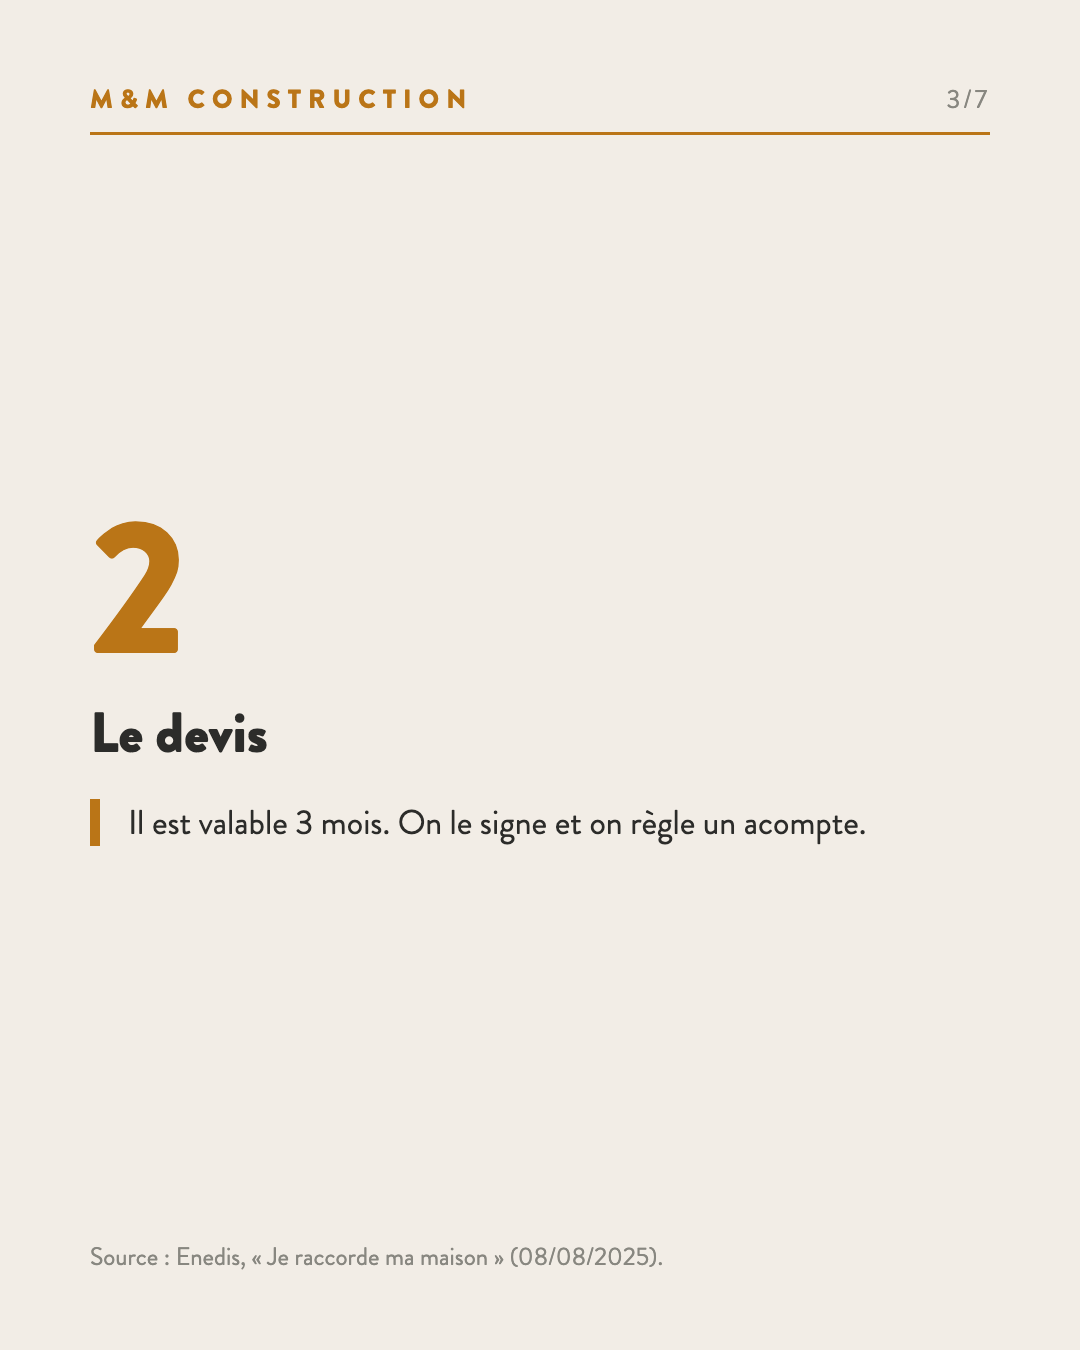 M&M CONSTRUCTION
3/7
2
Le devis
Il est valable 3 mois. On le signe et on règle un acompte.
Source : Enedis, « Je raccorde ma maison » (08/08/2025).